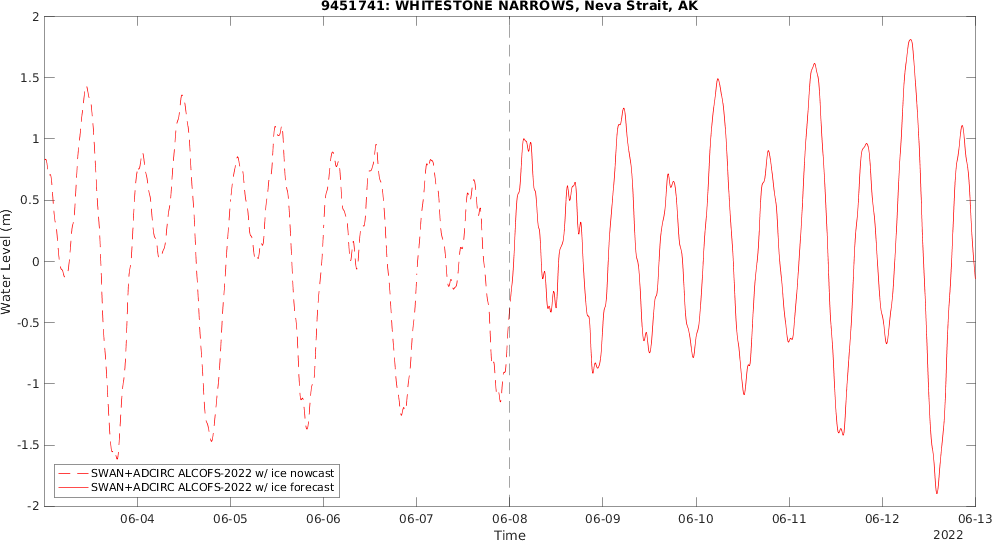 9451741: WHITESTONE NARROWS, Neva Strait, AK
2
1.5
1
0.5
0
-0.5
-1
-1.5
-2
Water Level (m)
SWAN+ADCIRC ALCOFS-2022 w/ ice nowcast
SWAN+ADCIRC ALCOFS-2022 w/ ice forecast
06-04 06-05 06-06 06-07 06-08 06-09 06-10 06-11 06-12 06-13
Time
2022